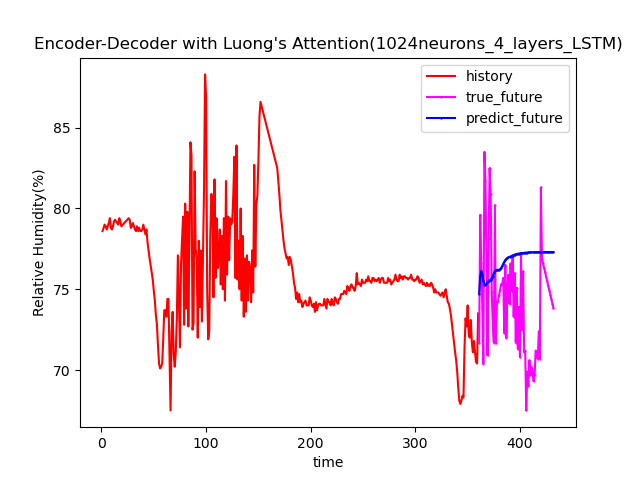 Encoder-Decoder with Luong's Attention(1024neurons_4_layers_LSTM)
history
true_future
predict_future
Relative Humidity(%)
85
80
75
70
0
100
200
300
400
time